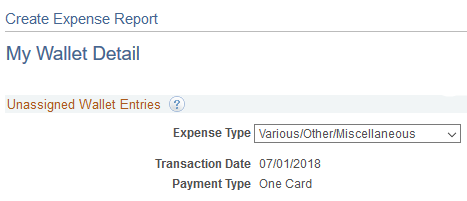 Create Expense Report
My Wallet Detail
Unassigned Wallet Entries ?
Expense Type Various/Other/Miscellaneous
Transaction Date 07/01/2018
Payment Type One Card